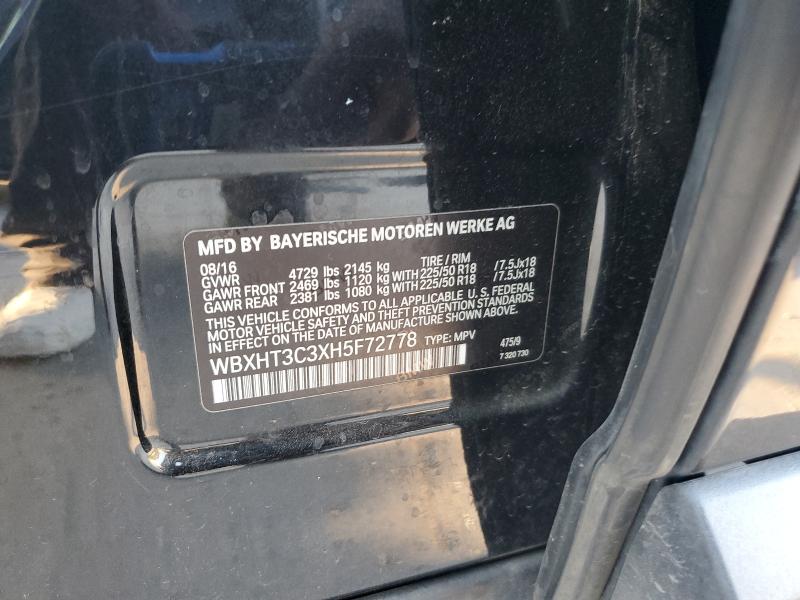 MFD BY BAYERISCHE MOTOREN WERKE AG
08/16 TIRE / RIM
GVWR 4729 lbs 2145 kg
GAWR FRONT 2469 lbs 1120 kg WITH 225/50 R18 /7.5Jx18
GAWR REAR 2381 lbs 1080 kg WITH 225/50 R18 /7.5Jx18
THIS VEHICLE CONFORMS TO ALL APPLICABLE U.S. FEDERAL
MOTOR VEHICLE SAFETY AND THEFT PREVENTION STANDARDS
IN EFFECT ON THE DATE OF MANUFACTURE SHOWN ABOVE.
WBXHT3C3XH5F72778 TYPE: MPV 475/9
7 320 730